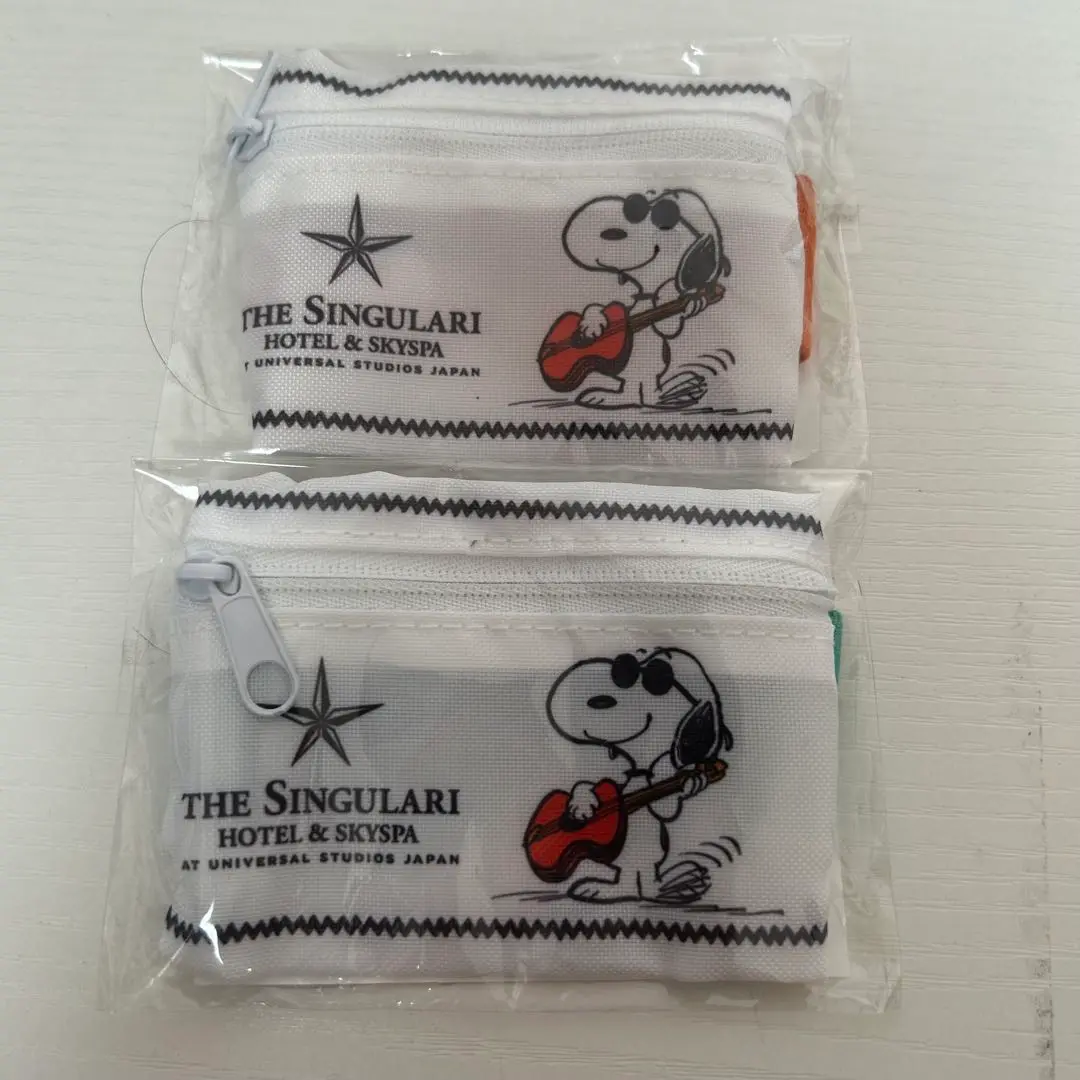 THE SINGULARI
HOTEL & SKYSPA
UNIVERSAL STUDIOS JAPAN
THE SINGULARI
HOTEL & SKYSPA
AT UNIVERSAL STUDIOS JAPAN